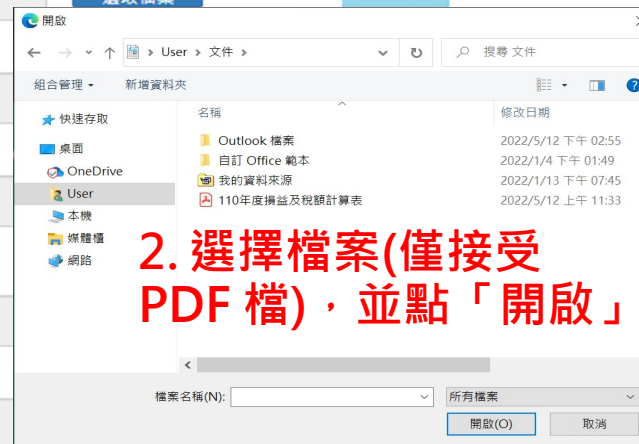 選取檔案
開啟
User > 文件 >
搜尋 文件
組合管理 新增資料夾
名稱 修改日期
快速存取
桌面
OneDrive
User
本機
媒體櫃
網路
Outlook 檔案 2022/5/12 下午 02:55
自訂 Office 範本 2022/1/4 下午 01:49
我的資料來源 2022/1/13 下午 07:45
110年度損益及稅額計算表 2022/5/12 上午 11:33
2. 選擇檔案(僅接受
PDF 檔)，並點「開啟」
檔案名稱(N): 所有檔案
開啟(O) 取消